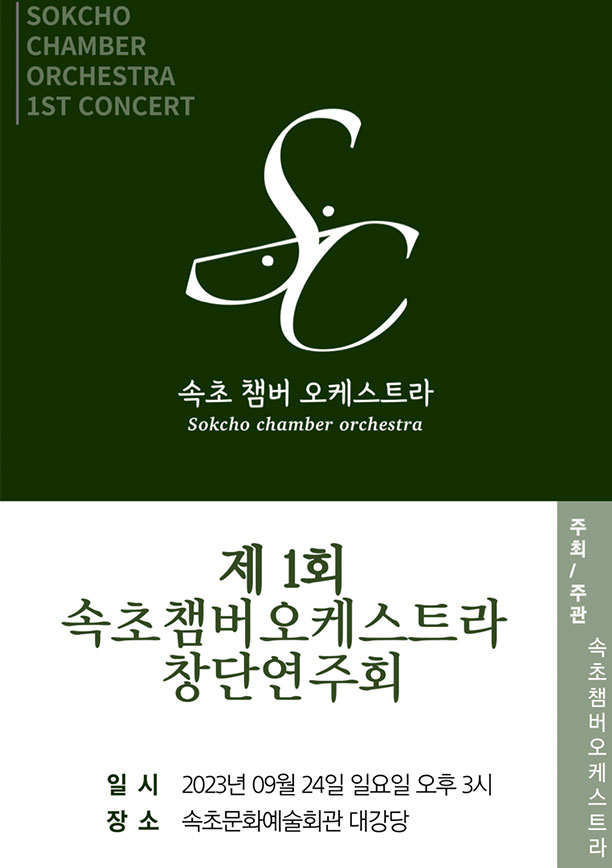 SOKCHO
CHAMBER
ORCHESTRA
1ST CONCERT
SC
속초 챔버 오케스트라
Sokcho chamber orchestra
제 1회
속초챔버오케스트라
창단연주회
일 시 2023년 09월 24일 일요일 오후 3시
장 소 속초문화예술회관 대강당
주최/주관
속초챔버오케스트라